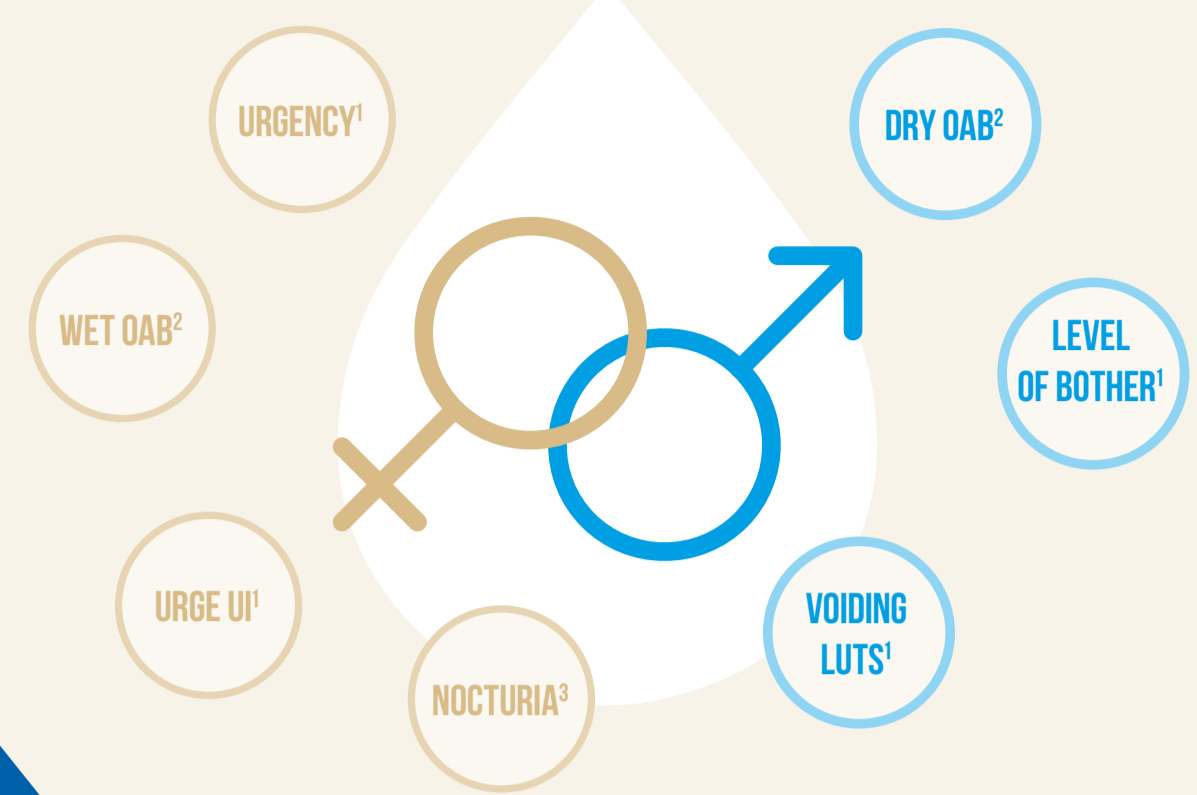 URGENCY¹
DRY OAB²
WET OAB²
LEVEL
OF BOTHER¹
URGE UI¹
VOIDING
LUTS¹
NOCTURIA³